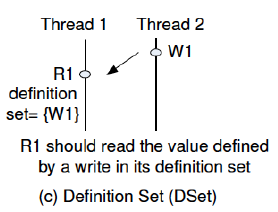 Thread 1 Thread 2
W1
R1
definition
set= {W1}
R1 should read the value defined
by a write in its definition set
(c) Definition Set (DSet)